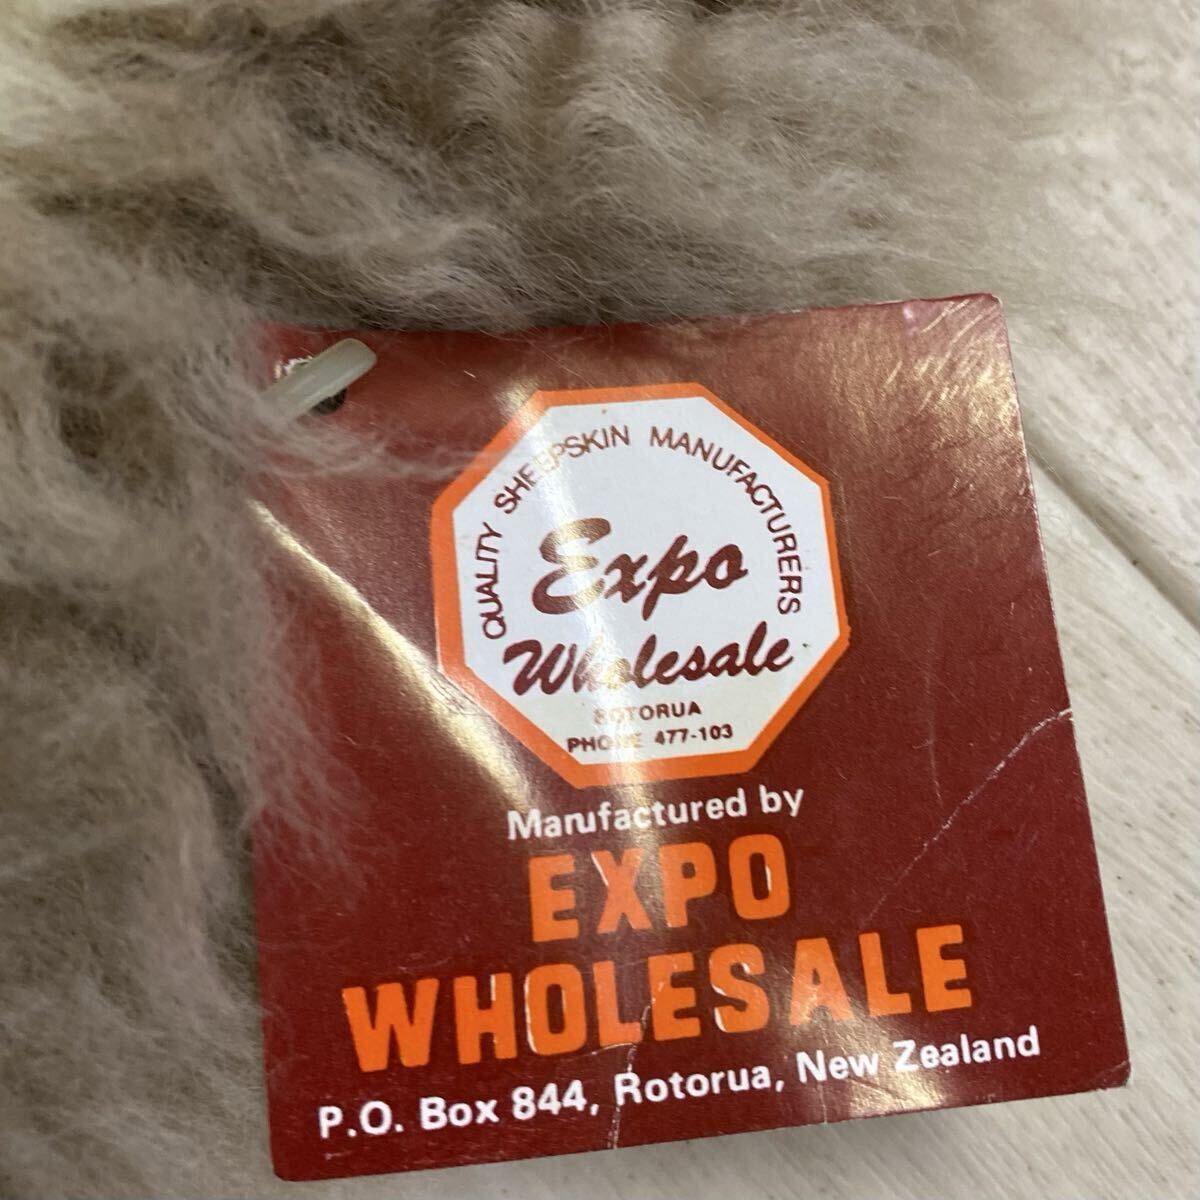 QUALITY SHEEPSKIN MANUFACTURERS
Expo
Wholesale
ROTORUA
PHONE 477-103
Manufactured by
EXPO
WHOLESALE
P.O. Box 844, Rotorua, New Zealand